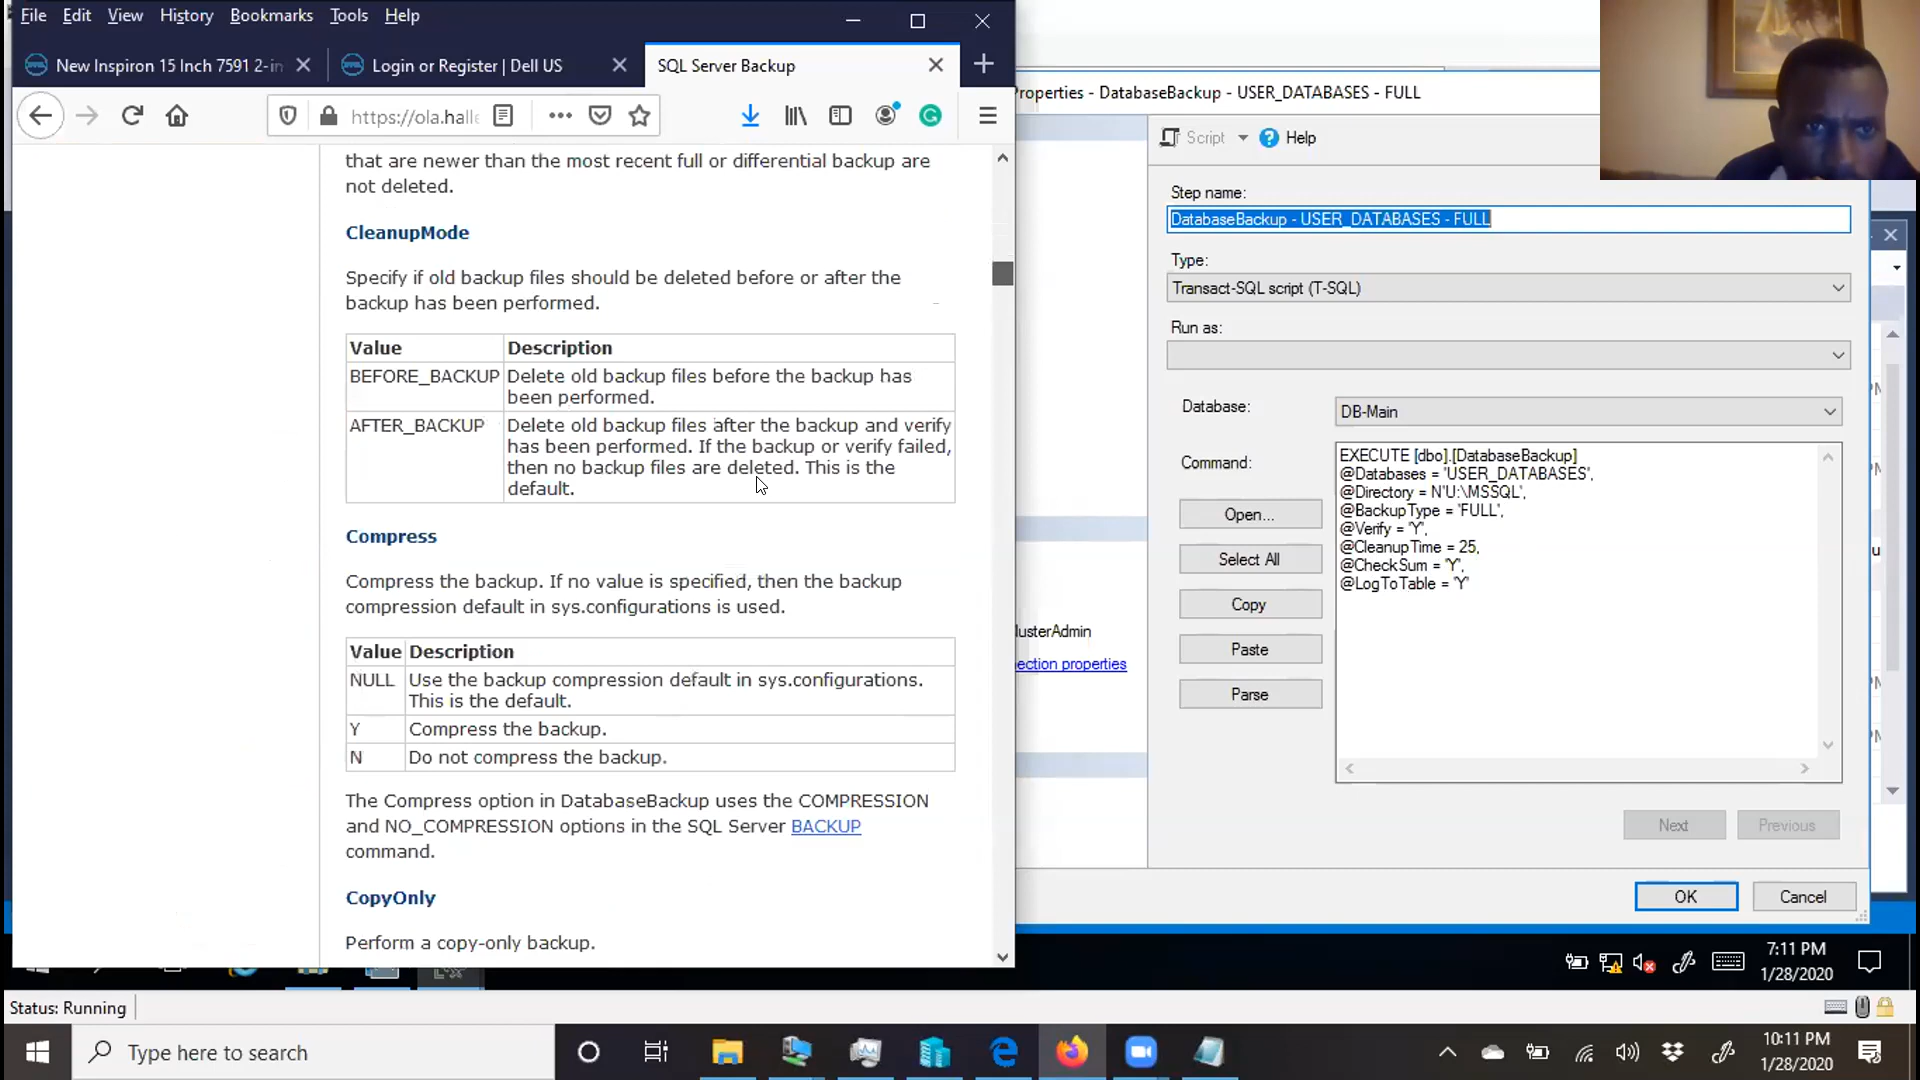 File Edit View History Bookmarks Tools Help
New Inspiron 15 Inch 7591 2-in
Login or Register | Dell US
SQL Server Backup
https://ola.halle
that are newer than the most recent full or differential backup are
not deleted.
CleanupMode
Specify if old backup files should be deleted before or after the
backup has been performed.
Value Description
BEFORE_BACKUP Delete old backup files before the backup has
been performed.
AFTER_BACKUP Delete old backup files after the backup and verify
has been performed. If the backup or verify failed,
then no backup files are deleted. This is the
default.
Compress
Compress the backup. If no value is specified, then the backup
compression default in sys.configurations is used.
Value Description
NULL Use the backup compression default in sys.configurations.
This is the default.
Y Compress the backup.
N Do not compress the backup.
The Compress option in DatabaseBackup uses the COMPRESSION
and NO_COMPRESSION options in the SQL Server BACKUP
command.
CopyOnly
Perform a copy-only backup.
Properties - DatabaseBackup - USER_DATABASES - FULL
Script Help
Step name:
DatabaseBackup - USER_DATABASES - FULL
Type:
Transact-SQL script (T-SQL)
Run as:
Database:
DB-Main
Command:
EXECUTE [dbo].[DatabaseBackup]
@Databases = 'USER_DATABASES',
@Directory = N'U:\MSSQL',
@BackupType = 'FULL',
@Verify = 'Y',
@CleanupTime = 25,
@CheckSum = 'Y',
@LogToTable = 'Y'
Open...
Select All
Copy
Paste
Parse
lusterAdmin
ection properties
Next
Previous
OK
Cancel
7:11 PM
1/28/2020
Status: Running
Type here to search
10:11 PM
1/28/2020